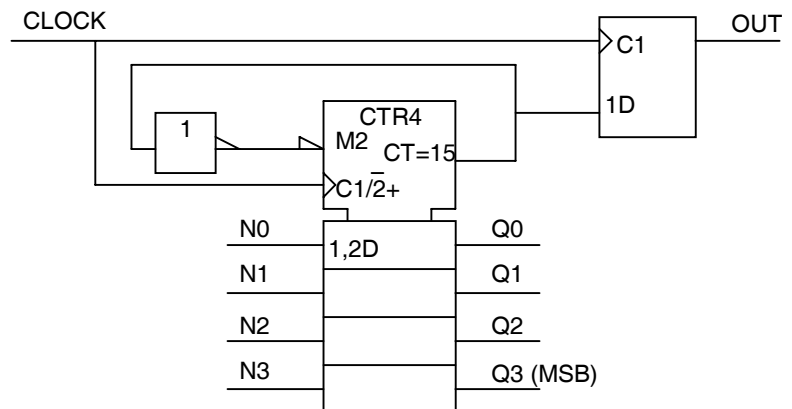 CLOCK
OUT
C1
1D
1
CTR4
M2
CT=15
C1/2̅+
N0
1,2D
Q0
N1
Q1
N2
Q2
N3
Q3 (MSB)